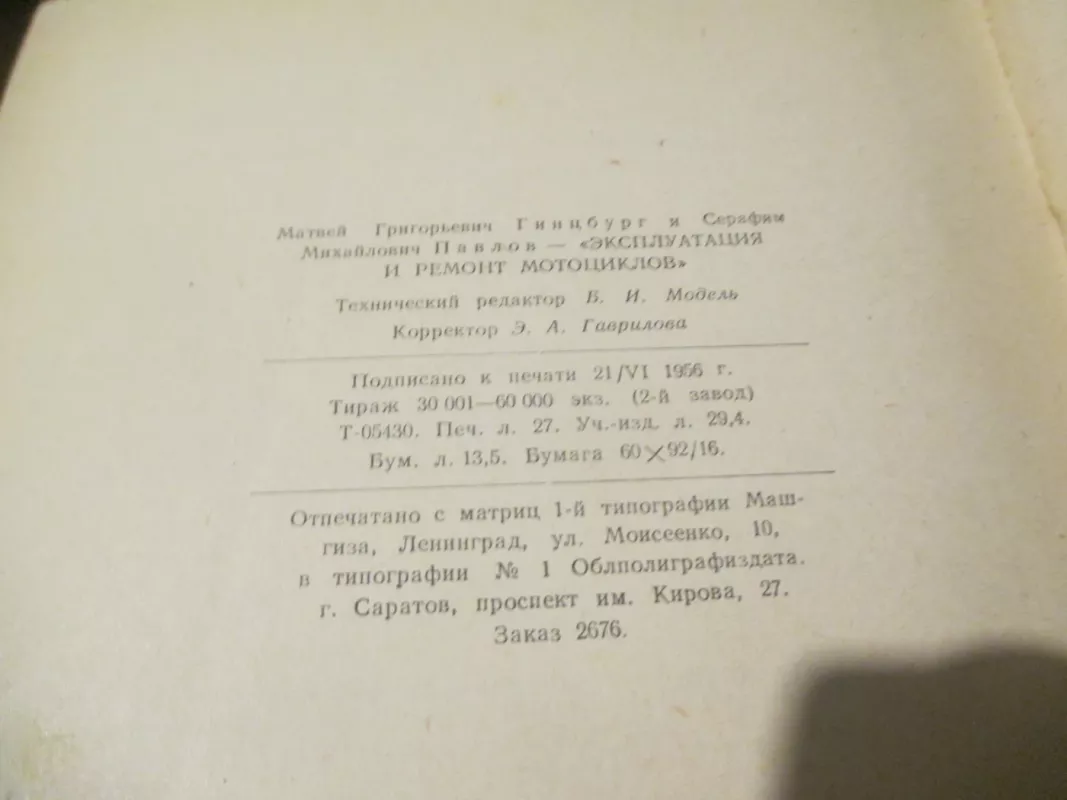 Матвей Григорьевич Гинцбург и Серафим
Михайлович Павлов — «ЭКСПЛУАТАЦИЯ
И РЕМОНТ МОТОЦИКЛОВ»
Технический редактор Б. И. Модель
Корректор Э. А. Гаврилова
Подписано к печати 21/VI 1956 г.
Тираж 30 001—60 000 экз. (2-й завод)
Т-05430. Печ. л. 27. Уч.-изд. л. 29,4.
Бум. л. 13,5. Бумага 60×92/16.
Отпечатано с матриц 1-й типографии Маш-
гиза, Ленинград, ул. Моисеенко, 10,
в типографии № 1 Облполиграфиздата.
г. Саратов, проспект им. Кирова, 27.
Заказ 2676.